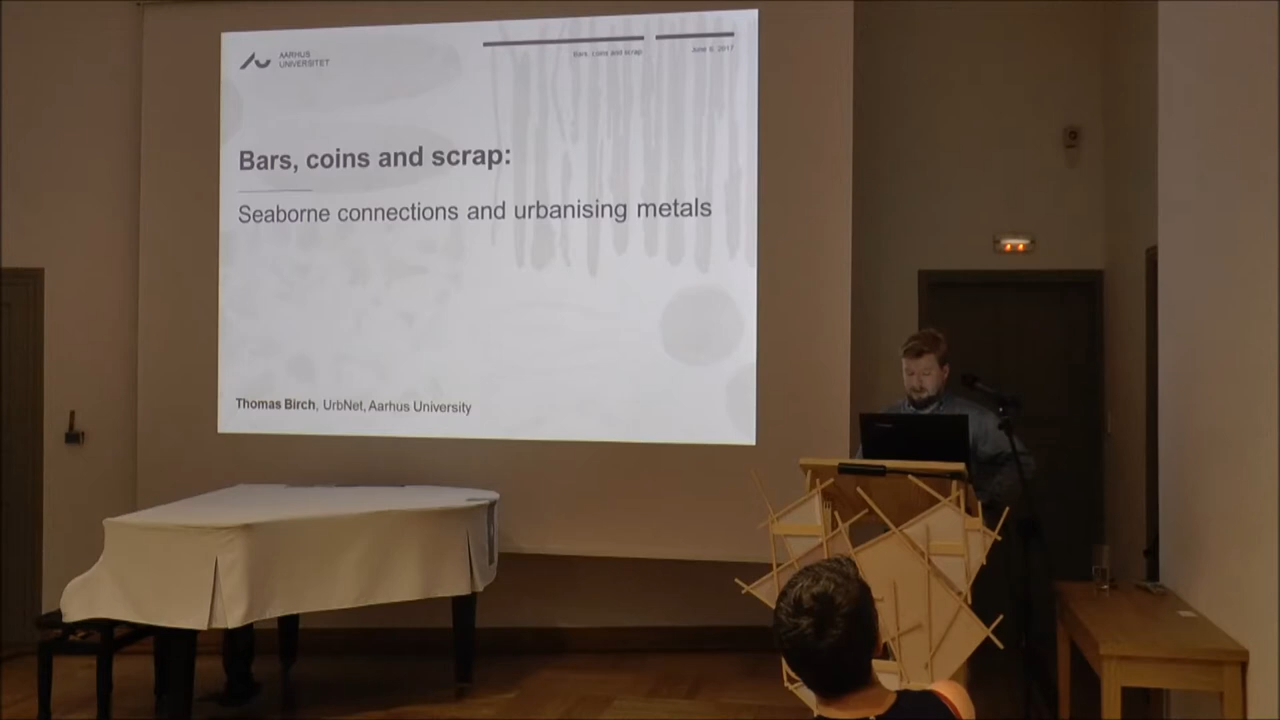 AARHUS
UNIVERSITET
Bars, coins and scrap
June 6, 2017
Bars, coins and scrap:
Seaborne connections and urbanising metals
Thomas Birch, UrbNet, Aarhus University